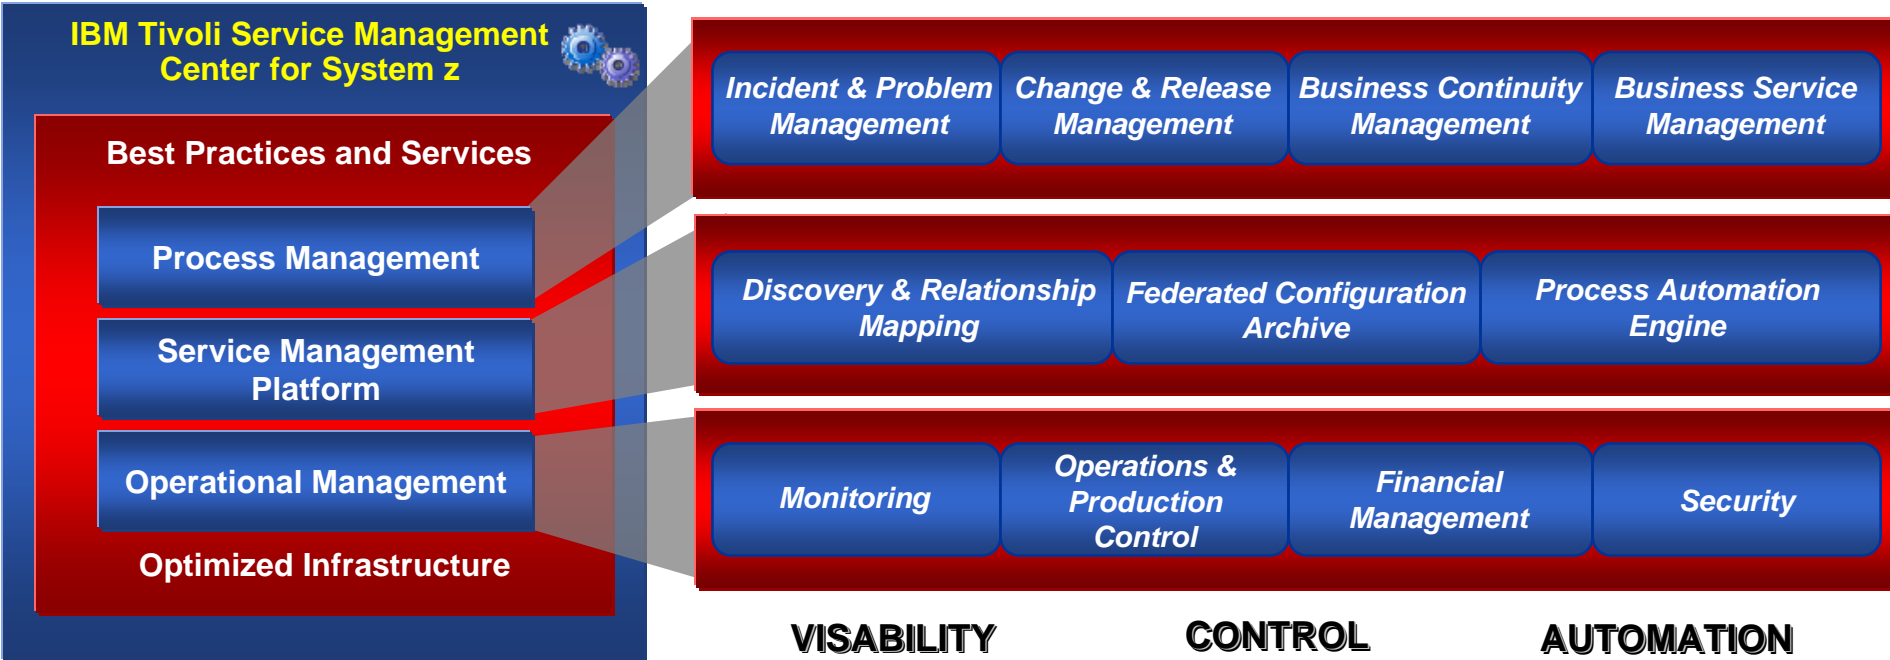 IBM Tivoli Service Management
Center for System z
Best Practices and Services
Process Management
Service Management
Platform
Operational Management
Optimized Infrastructure
Incident & Problem
Management
Change & Release
Management
Business Continuity
Management
Business Service
Management
Discovery & Relationship
Mapping
Federated Configuration
Archive
Process Automation
Engine
Monitoring
Operations &
Production
Control
Financial
Management
Security
VISABILITY
CONTROL
AUTOMATION